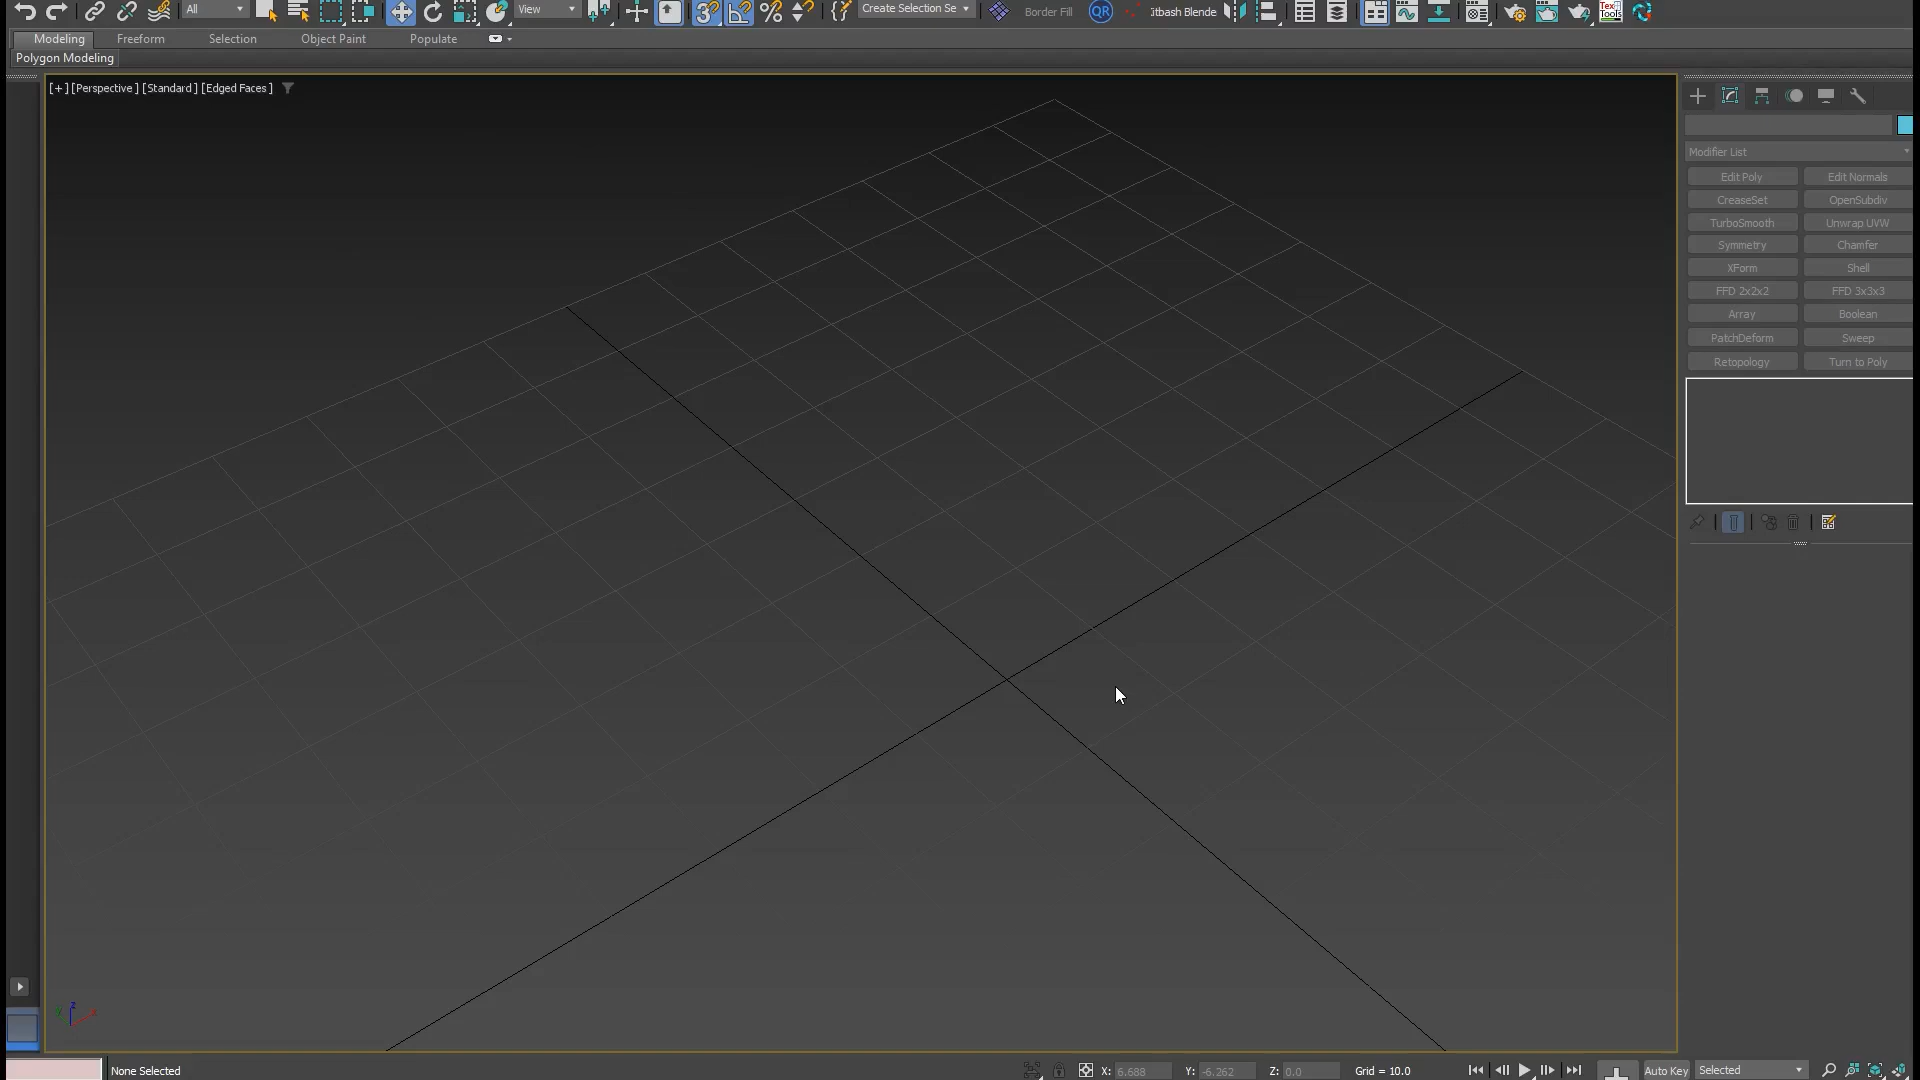 All
View
Create Selection Se
Border Fill
QR
itbash Blende
Modeling
Freeform
Selection
Object Paint
Populate
Polygon Modeling
[+] [Perspective] [Standard] [Edged Faces]
Modifier List
Edit Poly
Edit Normals
CreaseSet
OpenSubdiv
TurboSmooth
Unwrap UVW
Symmetry
Chamfer
XForm
Shell
FFD 2x2x2
FFD 3x3x3
Array
Boolean
PatchDeform
Sweep
Retopology
Turn to Poly
z
y
x
None Selected
X: 6.688
Y: -6.262
Z: 0.0
Grid = 10.0
Auto Key
Selected